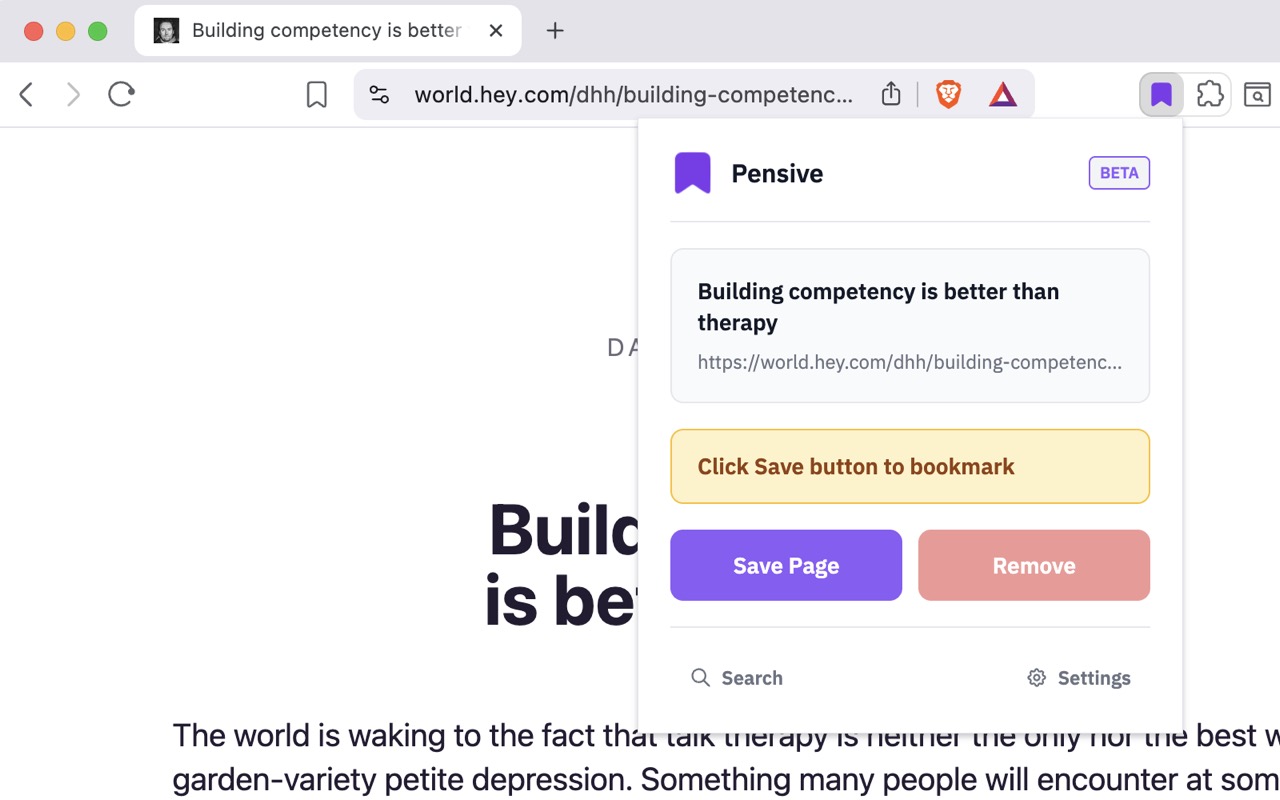 Building competency is better
world.hey.com/dhh/building-competenc...
Pensive
BETA
Building competency is better than
therapy
https://world.hey.com/dhh/building-competenc...
Click Save button to bookmark
Save Page
Remove
Search
Settings
DA
Build
is be
The world is waking to the fact that talk therapy is neither the only nor the best w
garden-variety petite depression. Something many people will encounter at som